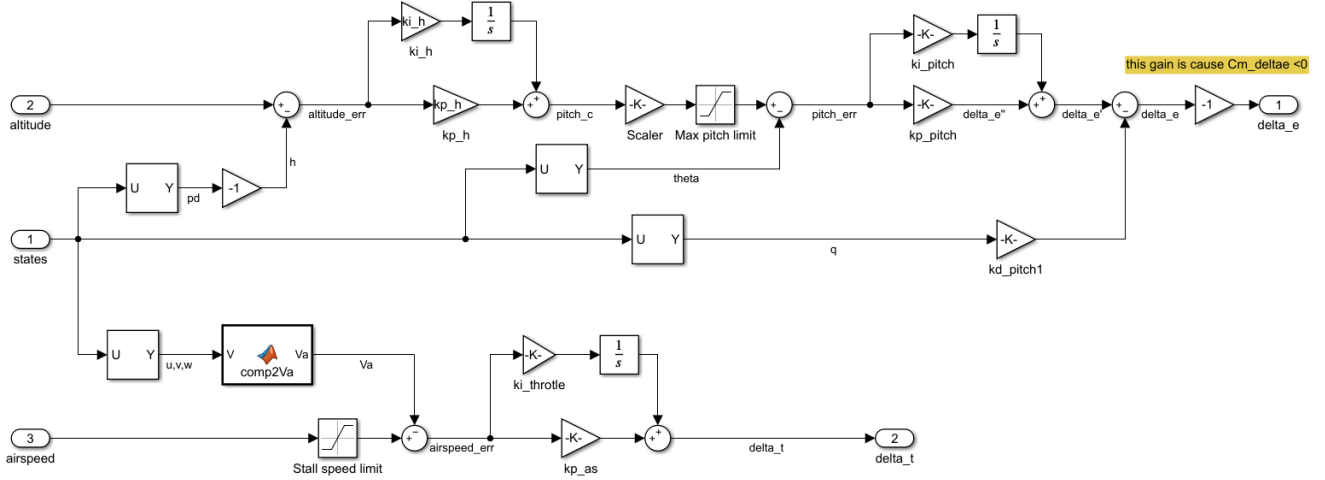 ki_h
1
s
ki_h
-K-
1
s
ki_pitch
this gain is cause Cm_deltae <0
2
altitude
+
-
altitude_err
kp_h
kp_h
+
+
pitch_c
-K-
Scaler
Max pitch limit
+
-
pitch_err
-K-
kp_pitch
delta_e"
+
+
delta_e'
+
-
delta_e
-1
1
delta_e
h
U Y
pd
-1
U Y
theta
1
states
U Y
q
-K-
kd_pitch1
U Y
u,v,w
V Va
comp2Va
Va
-K-
ki_throtle
1
s
3
airspeed
Stall speed limit
+
-
airspeed_err
-K-
kp_as
+
+
delta_t
2
delta_t